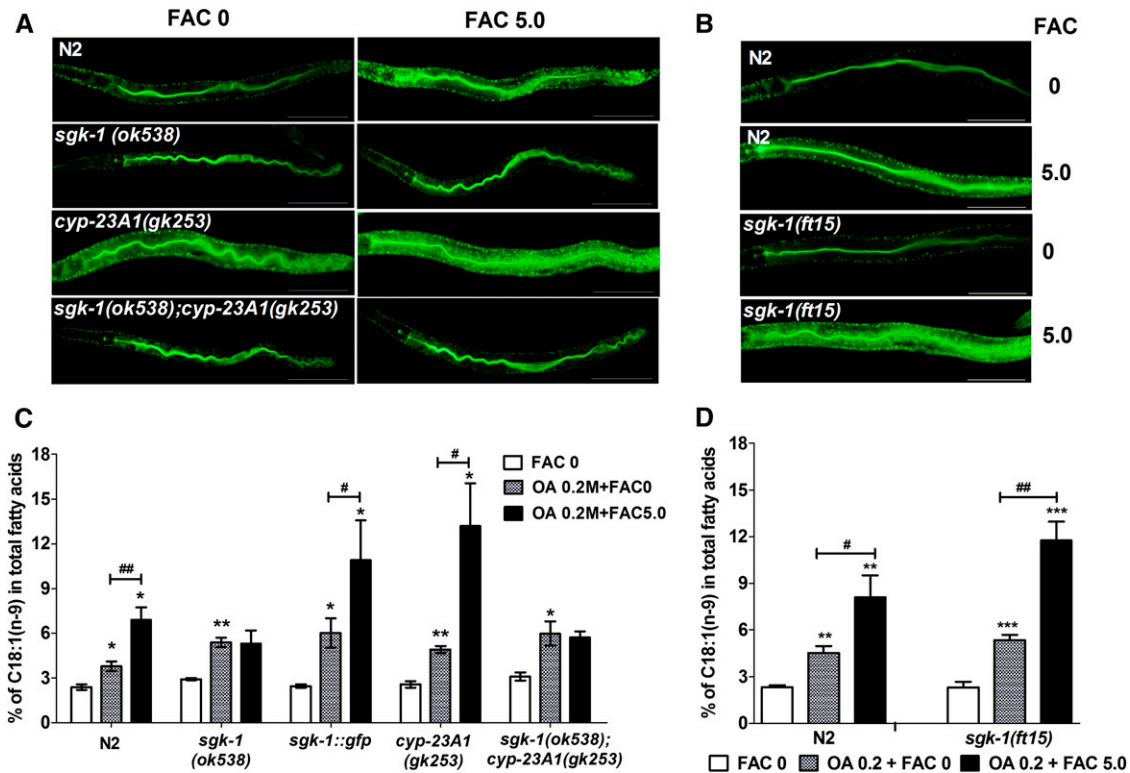 A
FAC 0
FAC 5.0
N2
sgk-1 (ok538)
cyp-23A1(gk253)
sgk-1(ok538);cyp-23A1(gk253)
B
FAC
N2
0
N2
5.0
sgk-1(ft15)
0
sgk-1(ft15)
5.0
C
% of C18:1(n-9) in total fatty acids
18
15
12
9
6
3
0
FAC 0
OA 0.2M+FAC0
OA 0.2M+FAC5.0
##
*
*
**
#
*
*
#
**
*
*
N2
sgk-1
(ok538)
sgk-1::gfp
cyp-23A1
(gk253)
sgk-1(ok538);
cyp-23A1(gk253)
D
% of C18:1(n-9) in total fatty acids
18
15
12
9
6
3
0
#
**
**
##
***
***
N2
sgk-1(ft15)
FAC 0
OA 0.2 + FAC 0
OA 0.2 + FAC 5.0